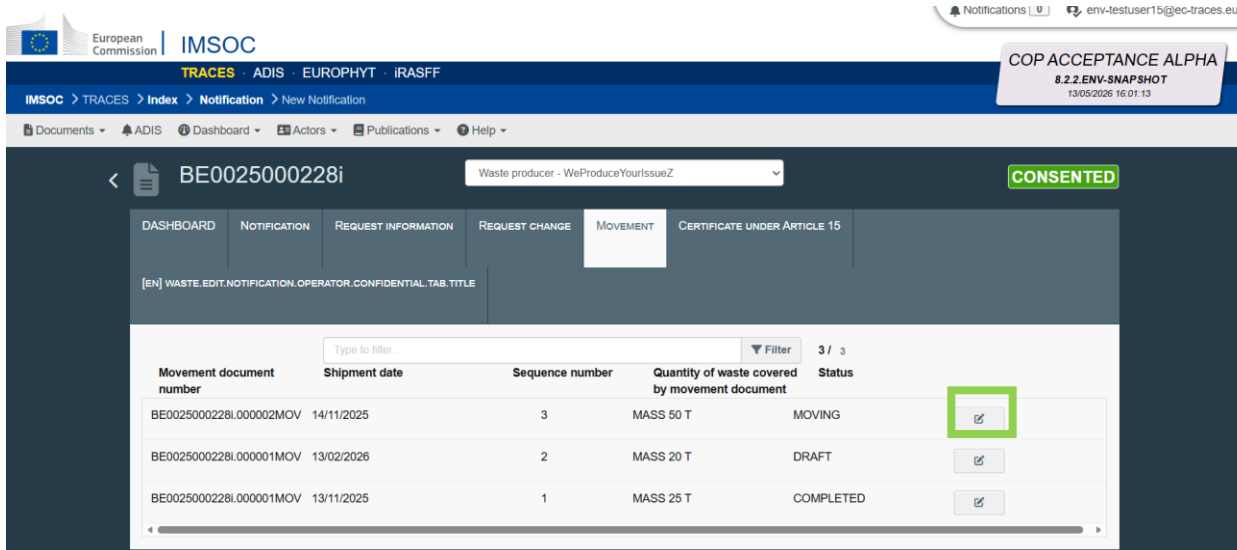 Notifications 0 env-testuser15@ec-traces.eu
European Commission IMSOC
COP ACCEPTANCE ALPHA
8.2.2.ENV-SNAPSHOT
13/05/2026 16:01:13
TRACES · ADIS · EUROPHYT · iRASFF
IMSOC > TRACES > Index > Notification > New Notification
Documents ADIS Dashboard Actors Publications Help
BE0025000228i Waste producer - WeProduceYourIssueZ CONSENTED
DASHBOARD NOTIFICATION REQUEST INFORMATION REQUEST CHANGE MOVEMENT CERTIFICATE UNDER ARTICLE 15
[EN] WASTE.EDIT.NOTIFICATION.OPERATOR.CONFIDENTIAL.TAB.TITLE
Type to filter... Filter 3 / 3
Movement document number Shipment date Sequence number Quantity of waste covered by movement document Status
BE0025000228i.000002MOV 14/11/2025 3 MASS 50 T MOVING
BE0025000228i.000001MOV 13/02/2026 2 MASS 20 T DRAFT
BE0025000228i.000001MOV 13/11/2025 1 MASS 25 T COMPLETED